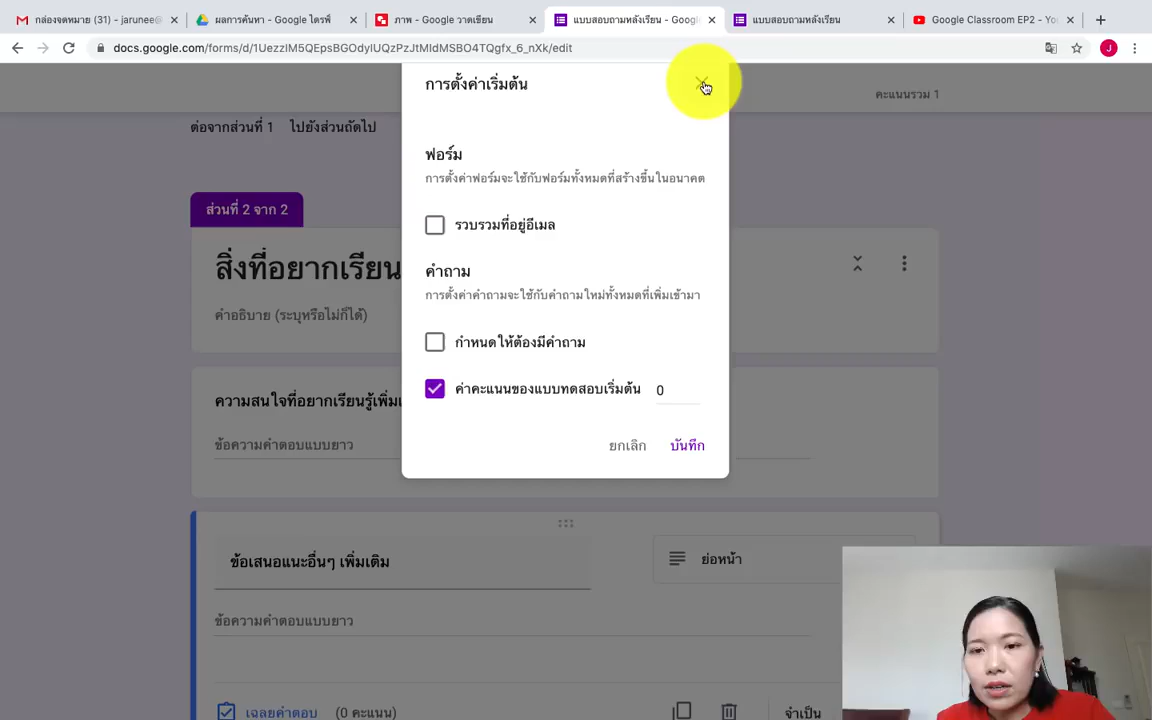 กล่องจดหมาย (31) - jarunee@
ผลการค้นหา - Google ไดรฟ์
ภาพ - Google วาดเขียน
แบบสอบถามหลังเรียน - Goog
แบบสอบถามหลังเรียน
Google Classroom EP2 - Yo
docs.google.com/forms/d/1UezzIM5QEpsBGOdyIUQzPzJtMIdMSBO4TQgfx_6_nXk/edit
J
การตั้งค่าเริ่มต้น
คะแนนรวม 1
ต่อจากส่วนที่ 1 ไปยังส่วนถัดไป
ฟอร์ม
การตั้งค่าฟอร์มจะใช้กับฟอร์มทั้งหมดที่สร้างขึ้นในอนาคต
ส่วนที่ 2 จาก 2
รวบรวมที่อยู่อีเมล
สิ่งที่อยากเรียน
คำถาม
การตั้งค่าคำถามจะใช้กับคำถามใหม่ทั้งหมดที่เพิ่มเข้ามา
คำอธิบาย (ระบุหรือไม่ก็ได้)
กำหนดให้ต้องมีคำถาม
ค่าคะแนนของแบบทดสอบเริ่มต้น 0
ความสนใจที่อยากเรียนรู้เพิ่มเ
ข้อความคำตอบแบบยาว
ยกเลิก บันทึก
ข้อเสนอแนะอื่นๆ เพิ่มเติม
ย่อหน้า
ข้อความคำตอบแบบยาว
เฉลยคำตอบ (0 คะแนน)
จำเป็น